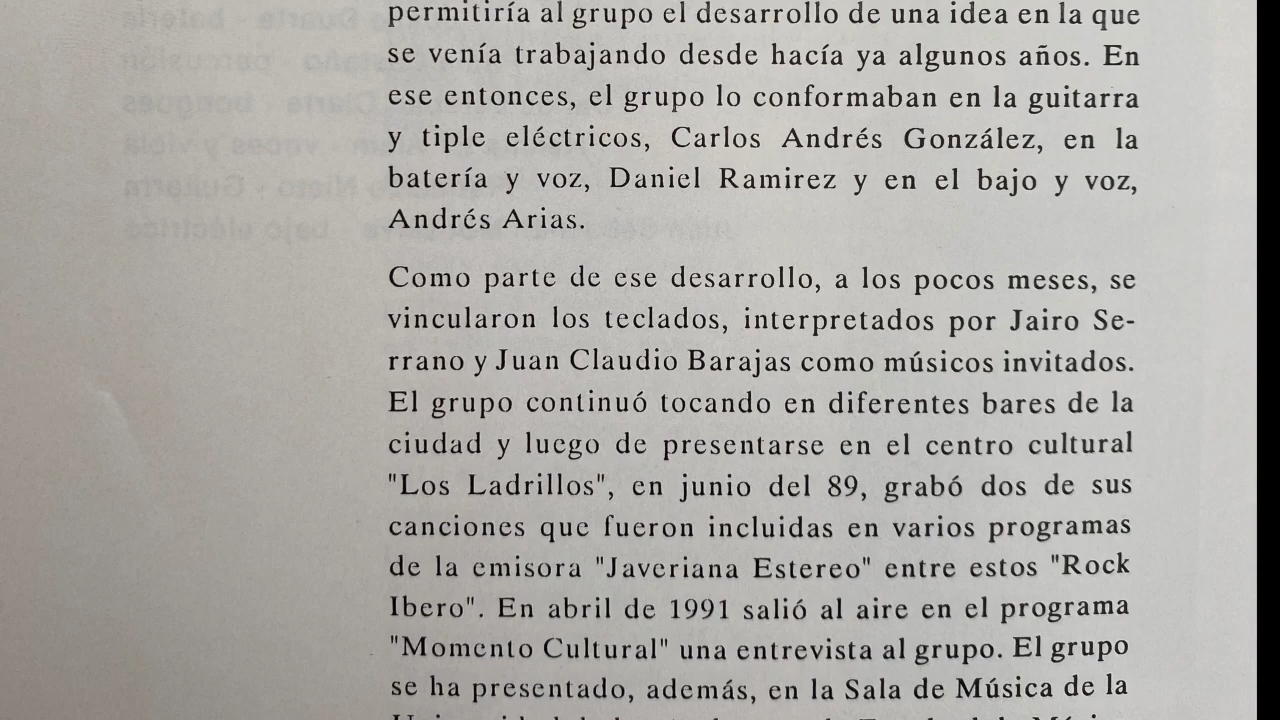 permitiría al grupo el desarrollo de una idea en la que
se venía trabajando desde hacía ya algunos años. En
ese entonces, el grupo lo conformaban en la guitarra
y tiple eléctricos, Carlos Andrés González, en la
batería y voz, Daniel Ramirez y en el bajo y voz,
Andrés Arias.
Como parte de ese desarrollo, a los pocos meses, se
vincularon los teclados, interpretados por Jairo Se-
rrano y Juan Claudio Barajas como músicos invitados.
El grupo continuó tocando en diferentes bares de la
ciudad y luego de presentarse en el centro cultural
"Los Ladrillos", en junio del 89, grabó dos de sus
canciones que fueron incluidas en varios programas
de la emisora "Javeriana Estereo" entre estos "Rock
Ibero". En abril de 1991 salió al aire en el programa
"Momento Cultural" una entrevista al grupo. El grupo
se ha presentado, además, en la Sala de Música de la